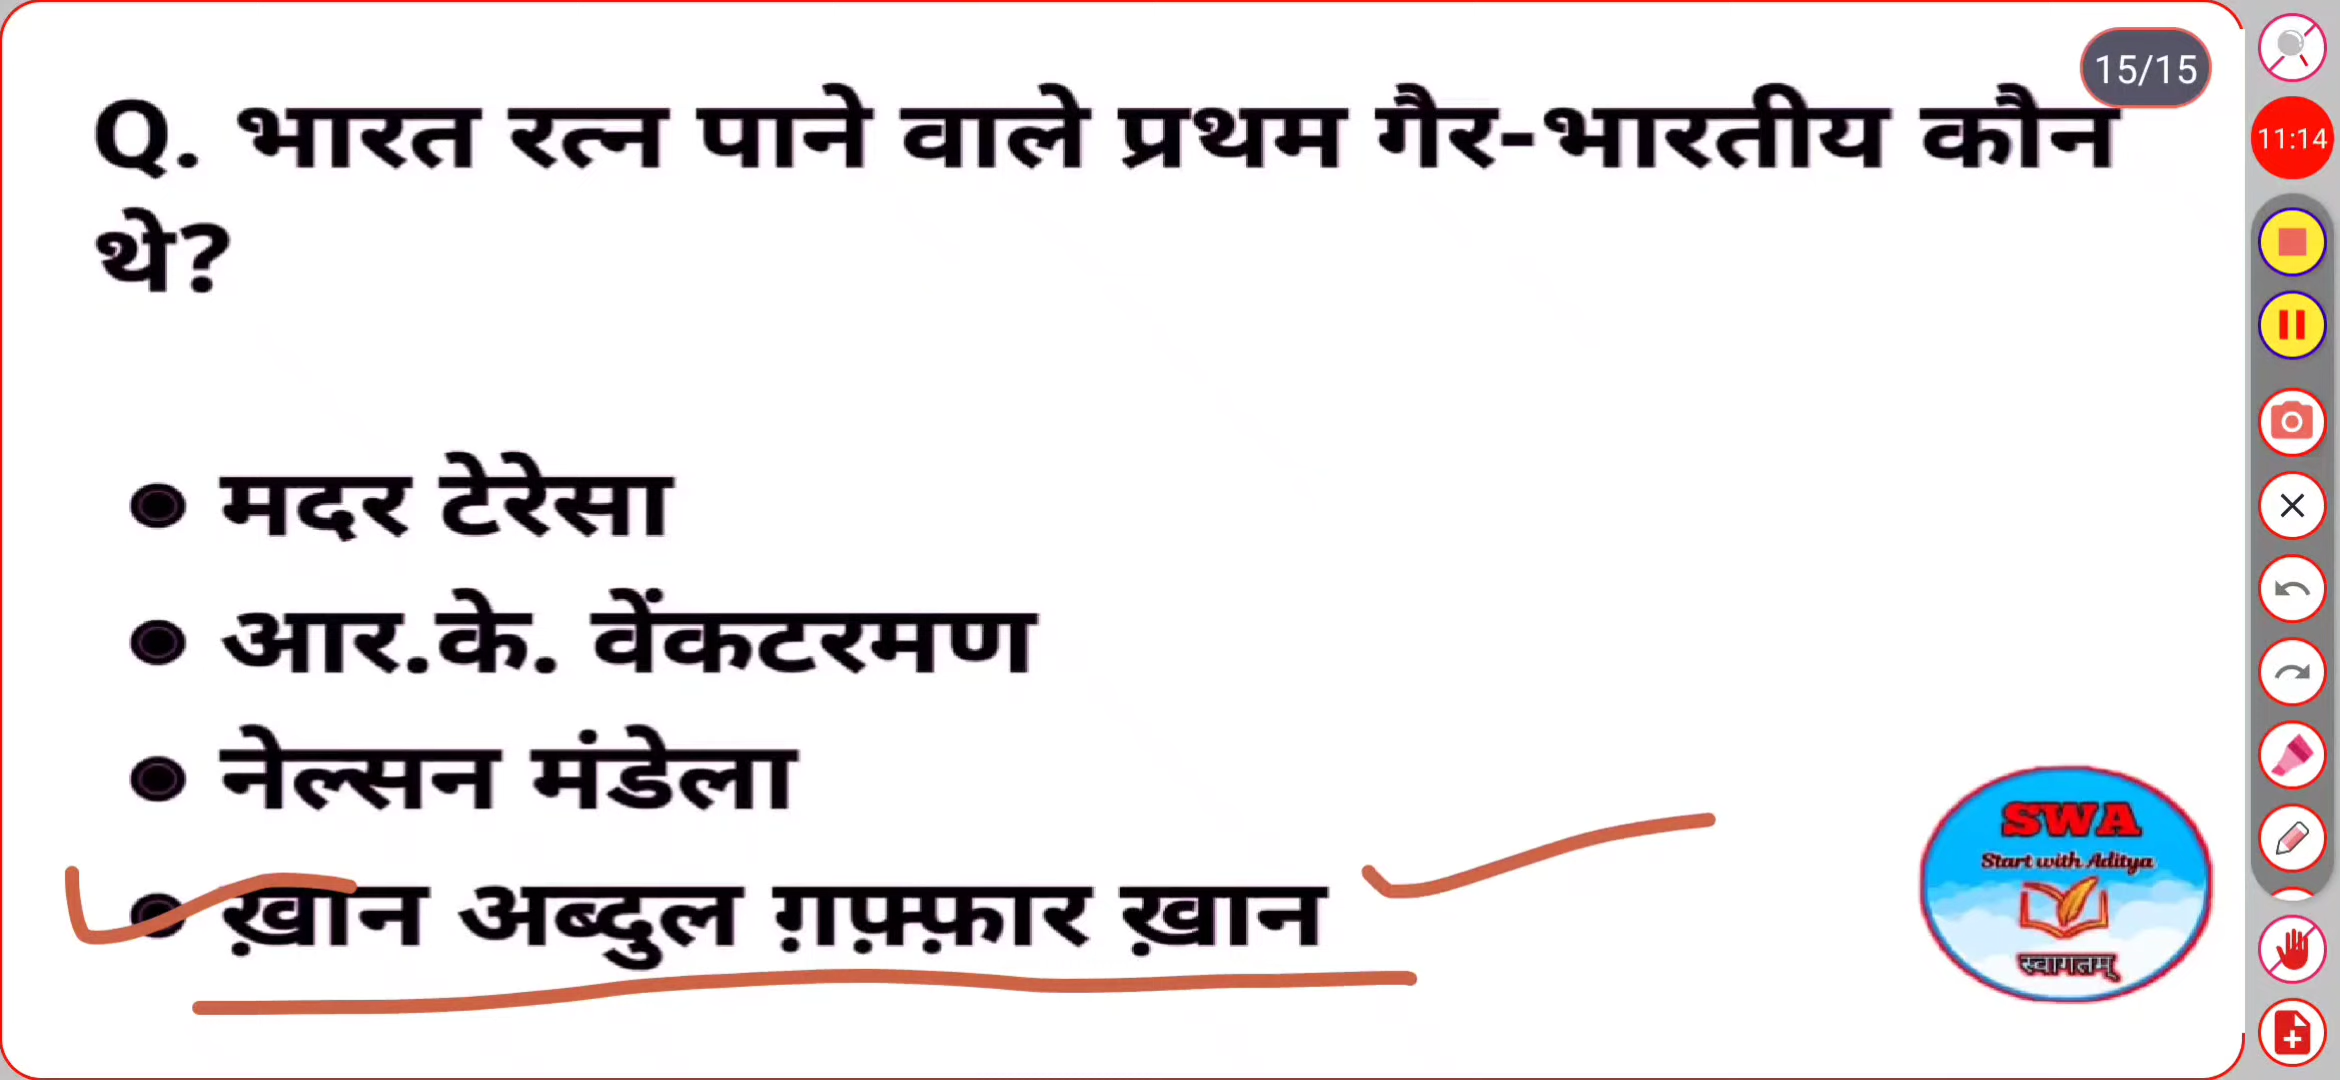 15/15
11:14
Q. भारत रत्न पाने वाले प्रथम गैर-भारतीय कौन
थे?
● मदर टेरेसा
● आर.के. वेंकटरमण
● नेल्सन मंडेला
● ख़ान अब्दुल ग़फ़्फ़ार ख़ान
SWA
Start with Aditya
स्वागतम्